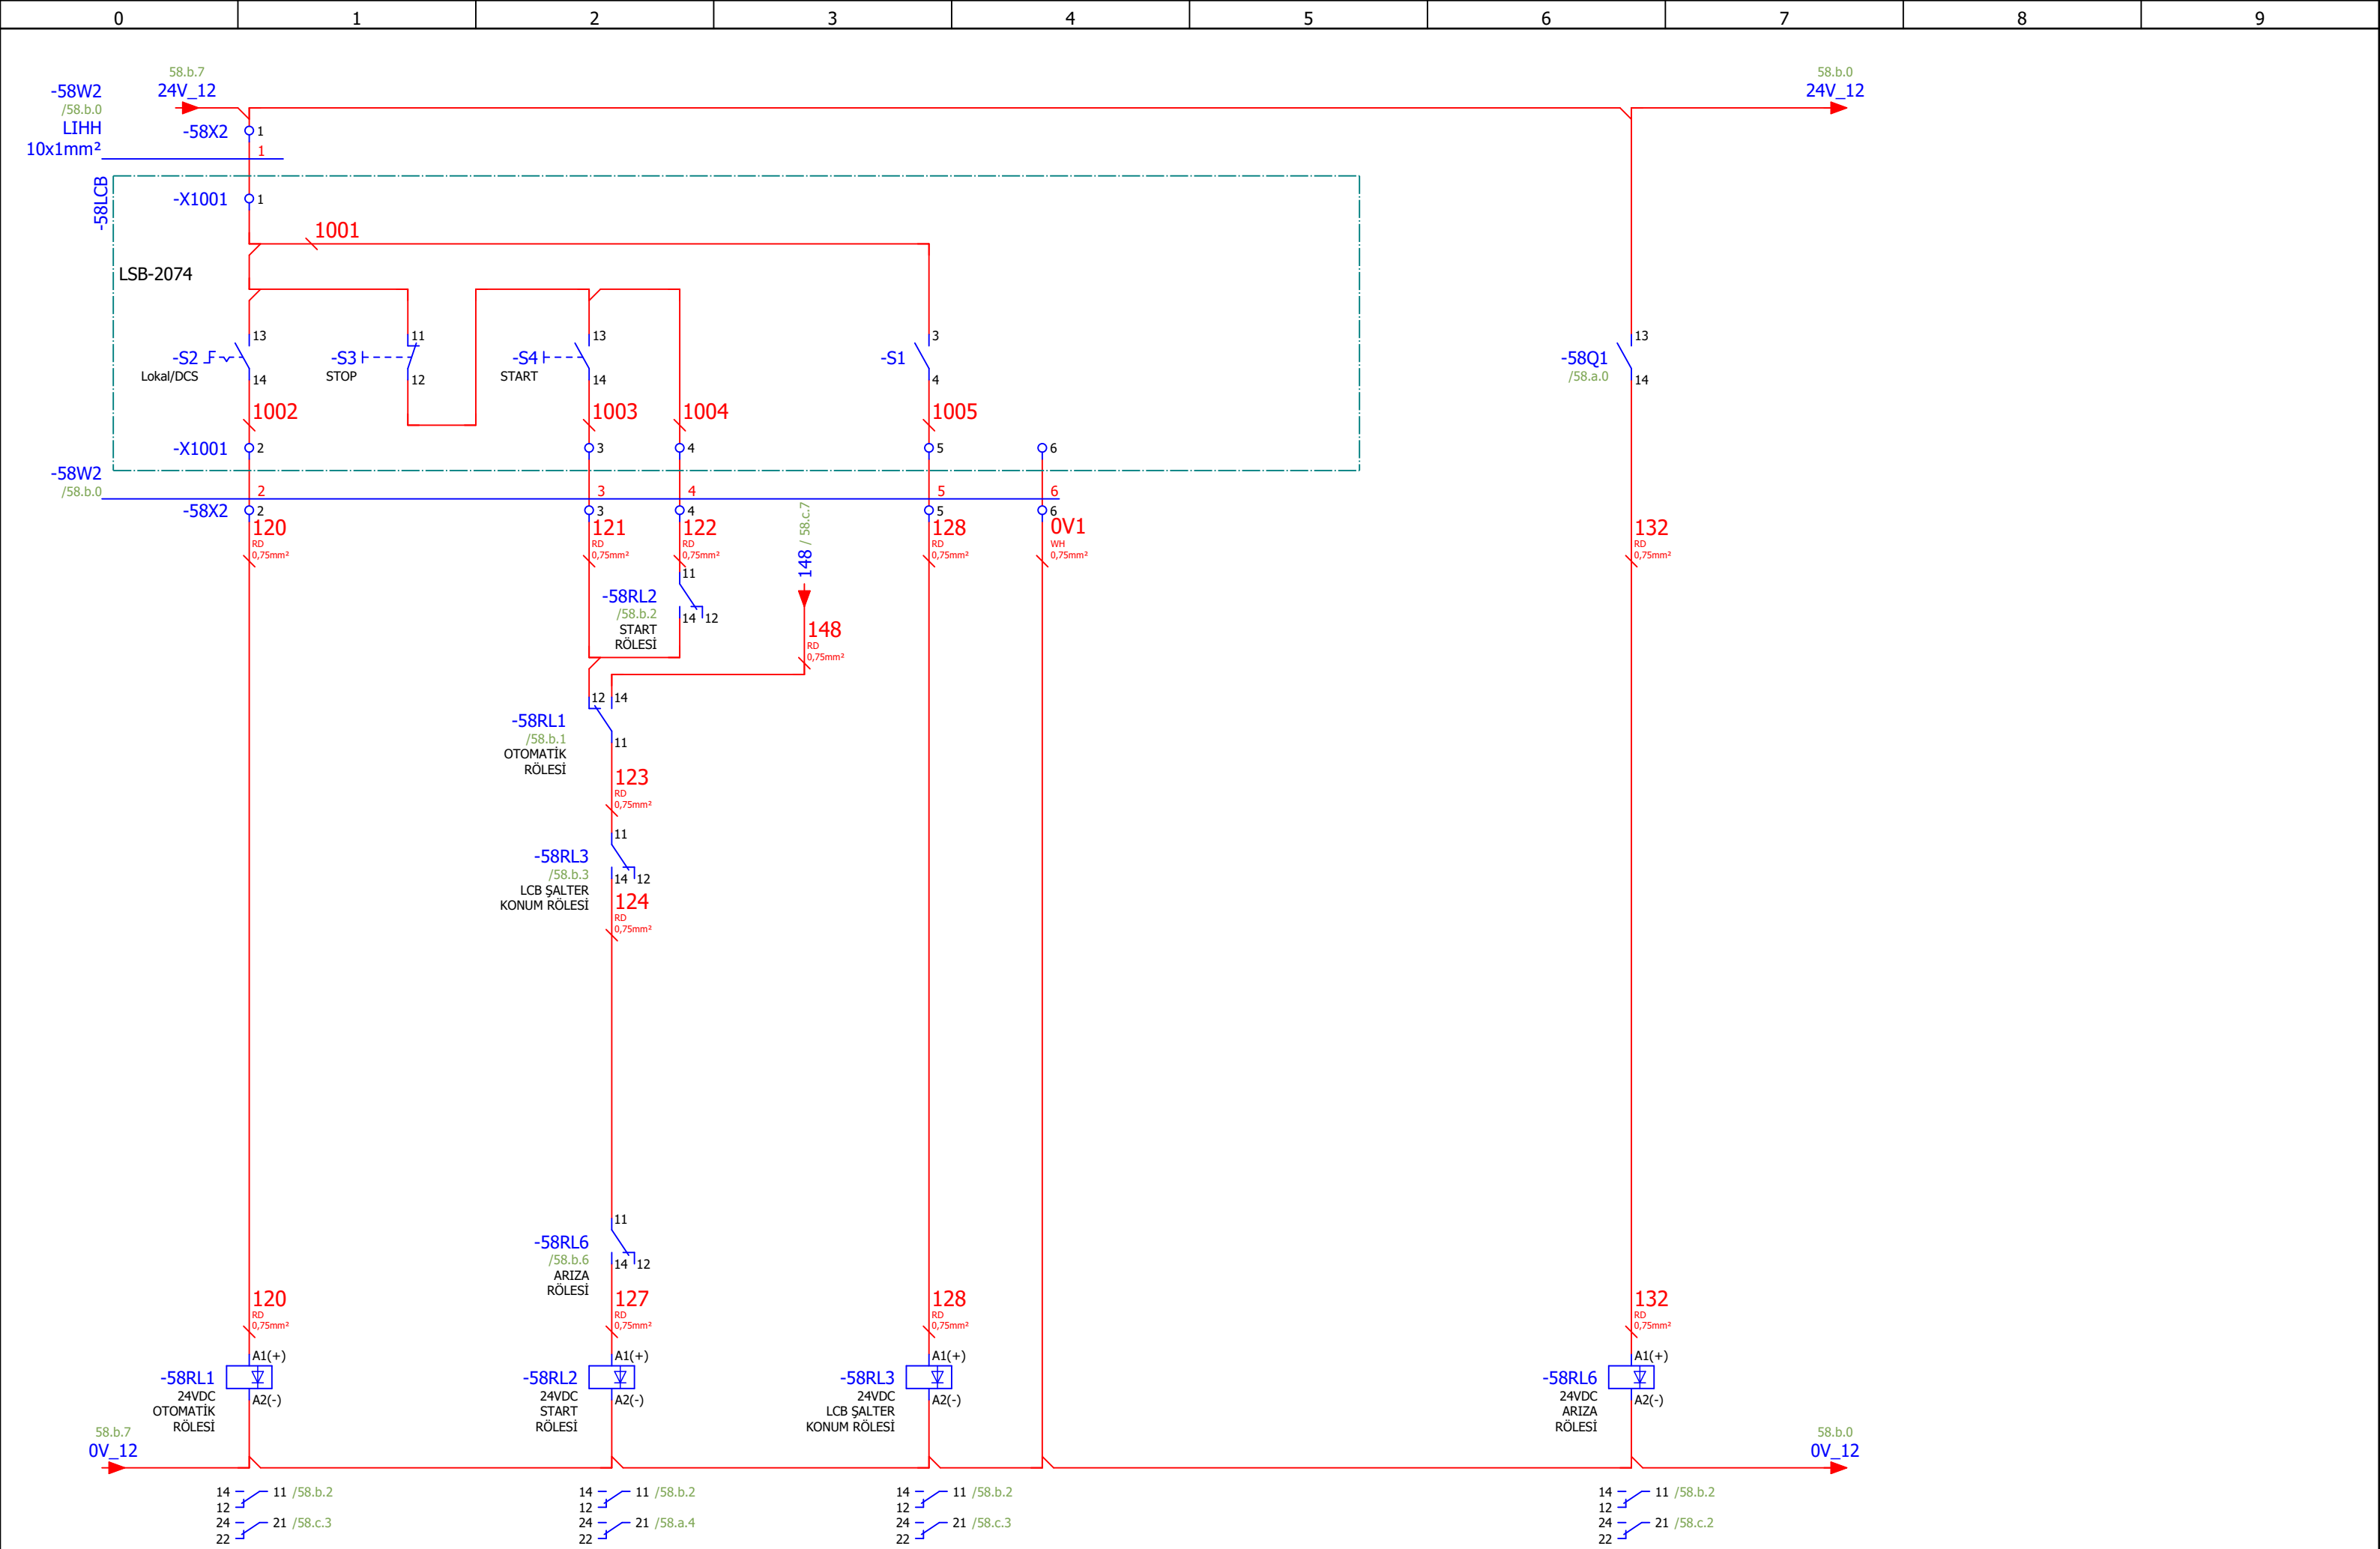 0 1 2 3 4 5 6 7 8 9
58.b.7
24V_12
58.b.0
24V_12
-58W2
/58.b.0
LIHH
10x1mm²
-58X2 1
1
-58LCB
-X1001 1
1001
LSB-2074
-S2 13
Lokal/DCS 14
-S3 11
STOP 12
-S4 13
START 14
-S1 3
4
-58Q1 13
/58.a.0 14
1002 1003 1004 1005
-X1001 2 3 4 5 6
-58W2
/58.b.0
2 3 4 5 6
-58X2 2 3 4 5 6
120
RD
0,75mm²
121
RD
0,75mm²
122
RD
0,75mm²
148 / 58.c.7
128
RD
0,75mm²
0V1
WH
0,75mm²
132
RD
0,75mm²
11
-58RL2
/58.b.2
14 12
START
RÖLESİ
148
RD
0,75mm²
12 14
-58RL1
/58.b.1
11
OTOMATİK
RÖLESİ
123
RD
0,75mm²
11
-58RL3
/58.b.3
14 12
LCB ŞALTER
KONUM RÖLESİ
124
RD
0,75mm²
11
-58RL6
/58.b.6
14 12
ARIZA
RÖLESİ
120
RD
0,75mm²
127
RD
0,75mm²
128
RD
0,75mm²
132
RD
0,75mm²
A1(+)
-58RL1
24VDC
A2(-)
OTOMATİK
RÖLESİ
A1(+)
-58RL2
24VDC
A2(-)
START
RÖLESİ
A1(+)
-58RL3
24VDC
A2(-)
LCB ŞALTER
KONUM RÖLESİ
A1(+)
-58RL6
24VDC
A2(-)
ARIZA
RÖLESİ
58.b.7
0V_12
58.b.0
0V_12
14 11 /58.b.2
12
24 21 /58.c.3
22
14 11 /58.b.2
12
24 21 /58.a.4
22
14 11 /58.b.2
12
24 21 /58.c.3
22
14 11 /58.b.2
12
24 21 /58.c.2
22